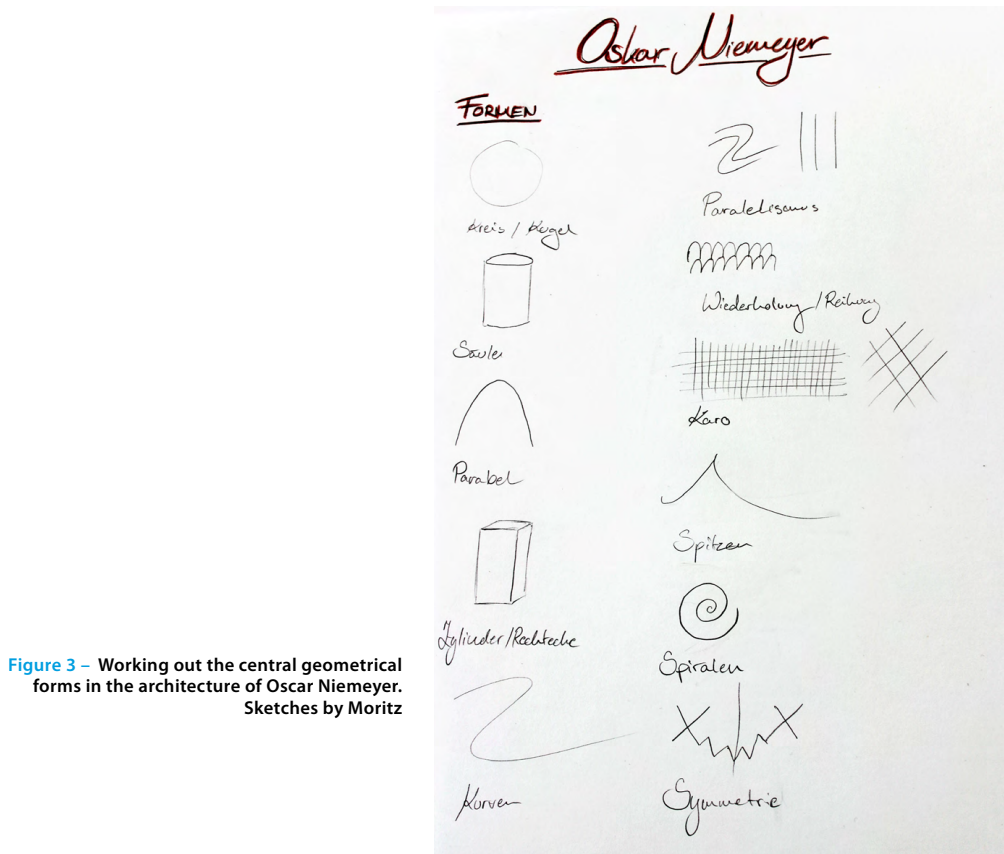 Oskar Niemeyer
FORMEN
Kreis / Kugel
Säule
Parabel
Zylinder/Rechtecke
Kurven
Paralelismus
Wiederholung/Reihung
Karo
Spitzen
Spiralen
Symmetrie
Figure 3 – Working out the central geometrical
forms in the architecture of Oscar Niemeyer.
Sketches by Moritz